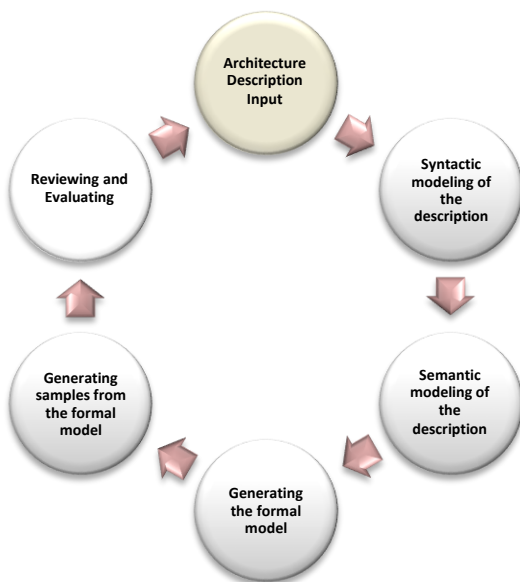 Architecture
Description
Input
Syntactic
modeling of
the
description
Semantic
modeling of
the
description
Generating
the formal
model
Generating
samples from
the formal
model
Reviewing and
Evaluating